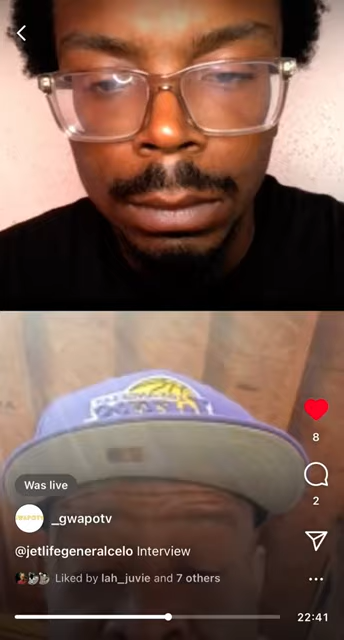 Was live
_gwapotv
@jetlifegeneralcelo Interview
Liked by lah_juvie and 7 others
8
2
22:41